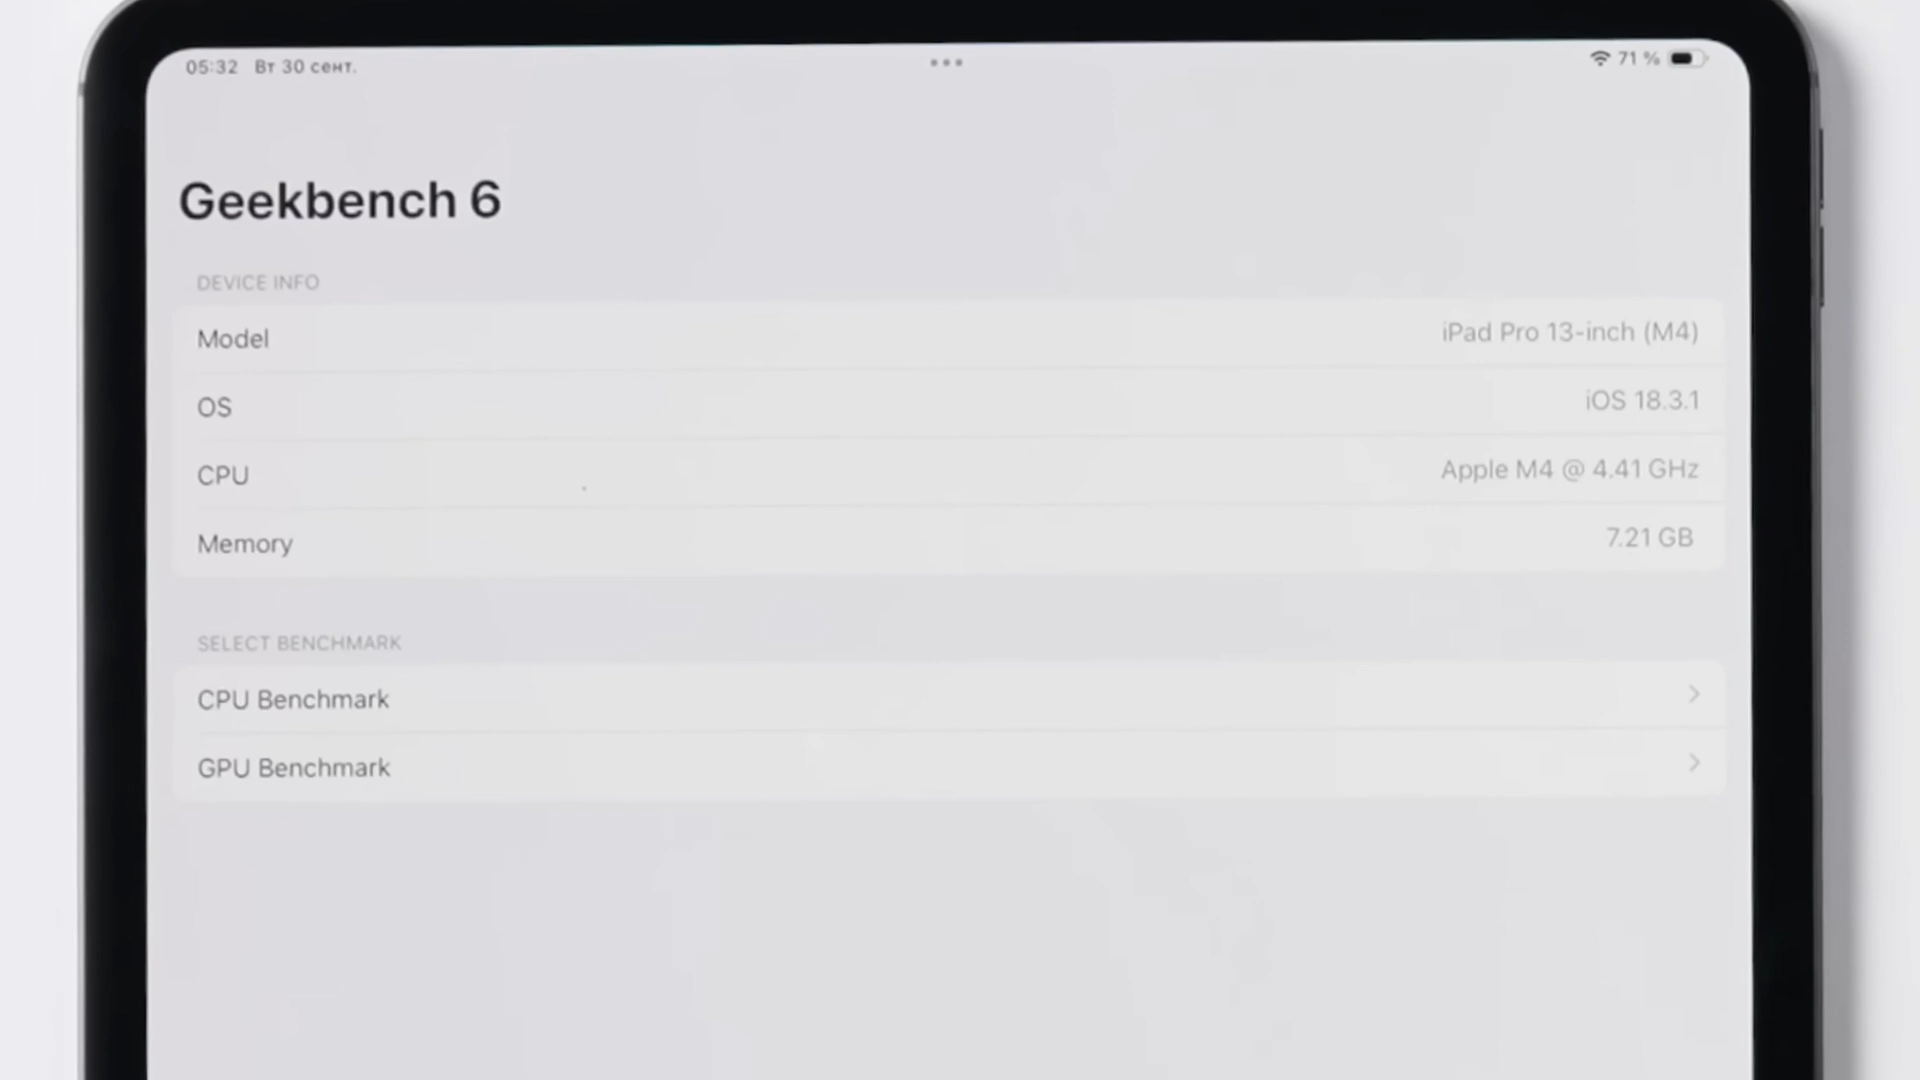 05:32 Вт 30 сент.
71 %
Geekbench 6
DEVICE INFO
Model iPad Pro 13-inch (M4)
OS iOS 18.3.1
CPU Apple M4 @ 4.41 GHz
Memory 7.21 GB
SELECT BENCHMARK
CPU Benchmark
GPU Benchmark